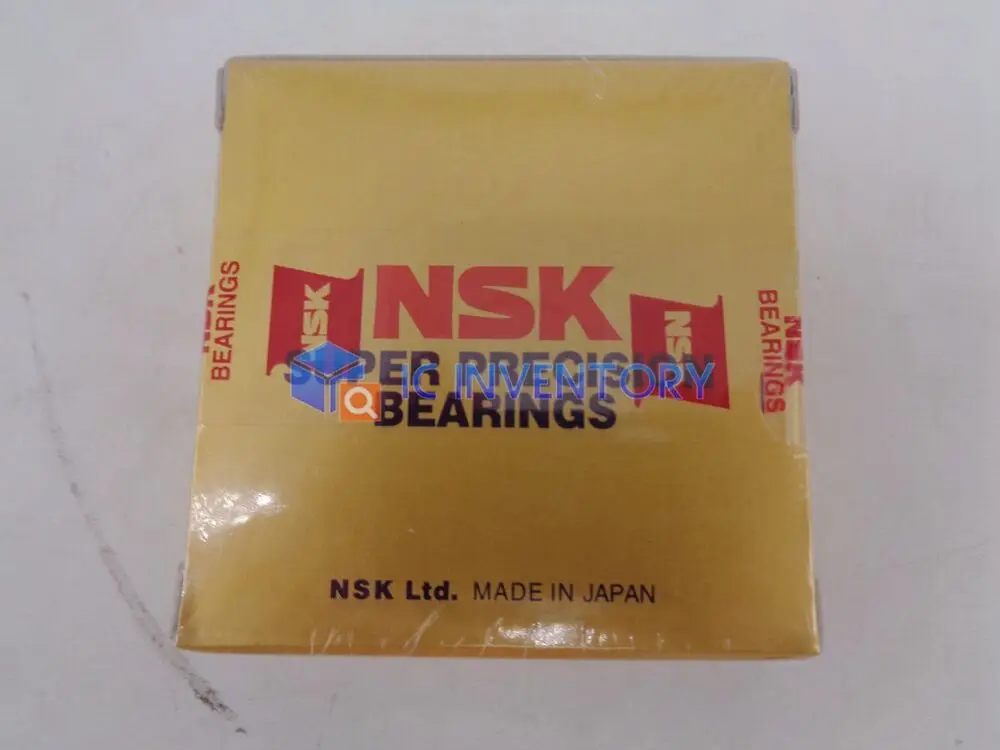 NSK
NSK
BEARINGS
NSK
NSK
SUPER PRECISION
IC INVENTORY
BEARINGS
NSK
BEARINGS
NSK Ltd. MADE IN JAPAN